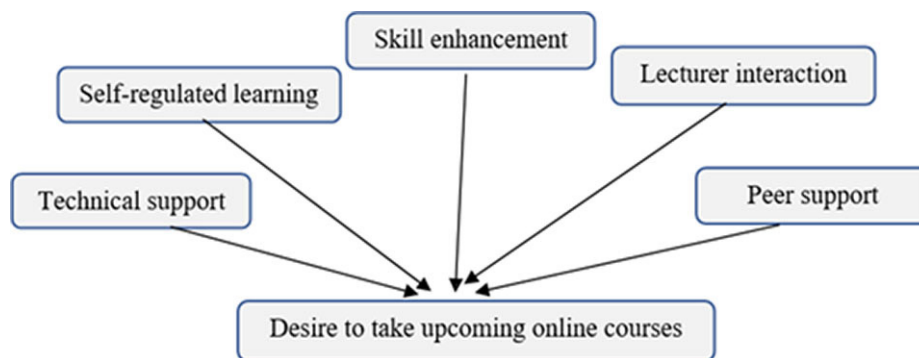 Skill enhancement
Lecturer interaction
Self-regulated learning
Technical support
Peer support
Desire to take upcoming online courses